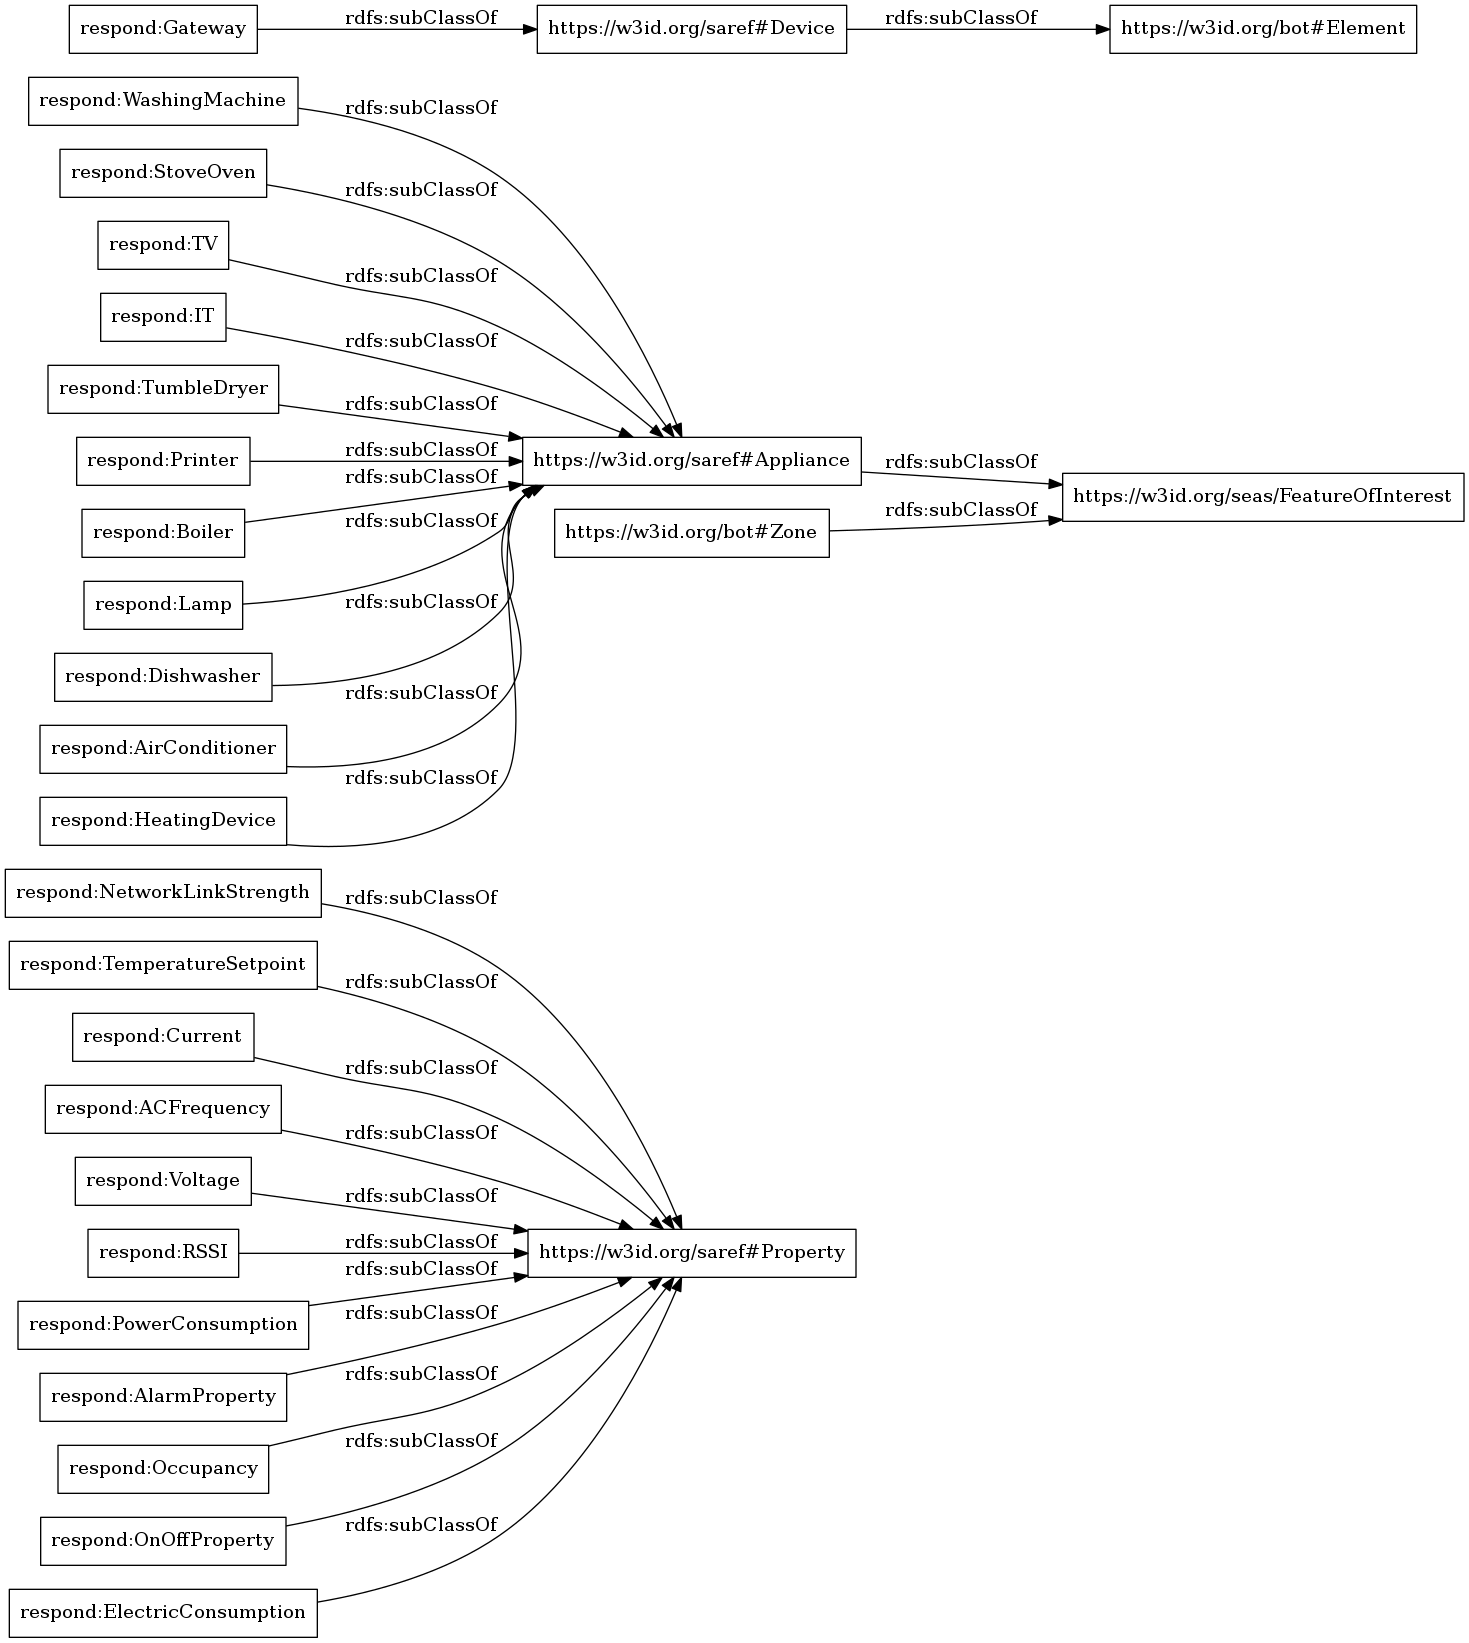 respond:Gateway
rdfs:subClassOf
https://w3id.org/saref#Device
rdfs:subClassOf
https://w3id.org/bot#Element
respond:WashingMachine
rdfs:subClassOf
respond:StoveOven
rdfs:subClassOf
respond:TV
rdfs:subClassOf
respond:IT
rdfs:subClassOf
respond:TumbleDryer
rdfs:subClassOf
respond:Printer
rdfs:subClassOf
https://w3id.org/saref#Appliance
rdfs:subClassOf
https://w3id.org/seas/FeatureOfInterest
respond:Boiler
rdfs:subClassOf
https://w3id.org/bot#Zone
rdfs:subClassOf
respond:Lamp
rdfs:subClassOf
respond:Dishwasher
rdfs:subClassOf
respond:AirConditioner
rdfs:subClassOf
respond:HeatingDevice
rdfs:subClassOf
respond:NetworkLinkStrength
rdfs:subClassOf
respond:TemperatureSetpoint
rdfs:subClassOf
respond:Current
rdfs:subClassOf
respond:ACFrequency
rdfs:subClassOf
respond:Voltage
rdfs:subClassOf
respond:RSSI
rdfs:subClassOf
https://w3id.org/saref#Property
respond:PowerConsumption
rdfs:subClassOf
respond:AlarmProperty
rdfs:subClassOf
respond:Occupancy
rdfs:subClassOf
respond:OnOffProperty
rdfs:subClassOf
respond:ElectricConsumption
rdfs:subClassOf